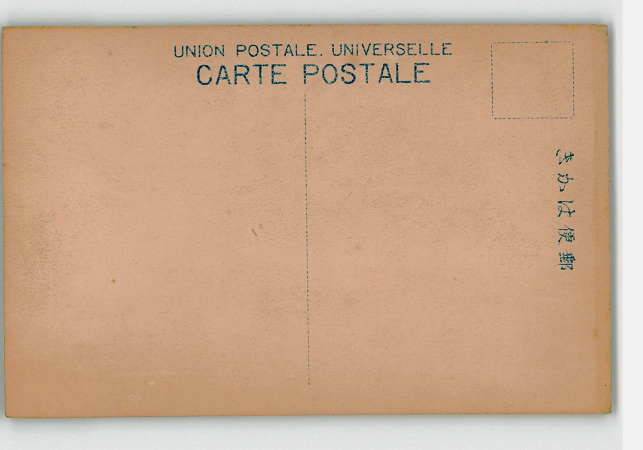 UNION POSTALE. UNIVERSELLE
CARTE POSTALE
きかは便郵